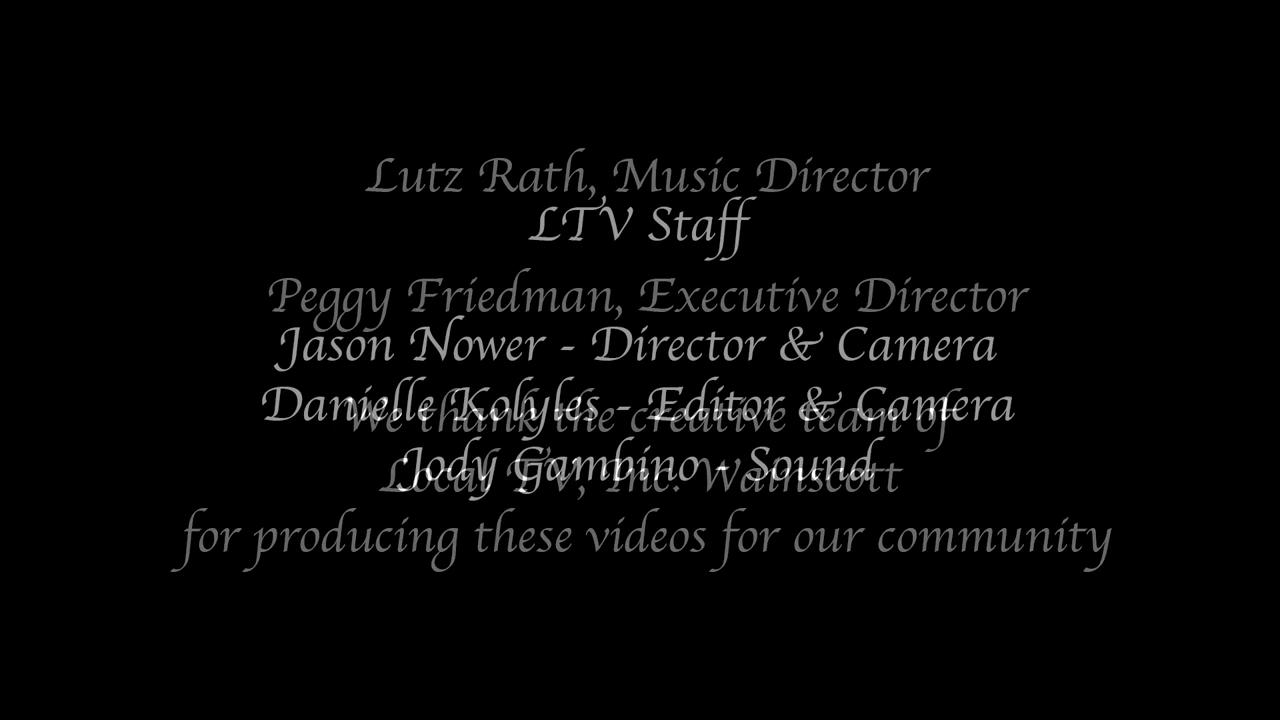 Lutz Rath, Music Director
LTV Staff
Peggy Friedman, Executive Director
Jason Nower - Director & Camera
Danielle Kolyles - Editor & Camera
We thank the creative team of
Jody Gambino - Sound
Local TV, Inc. Wainscott
for producing these videos for our community